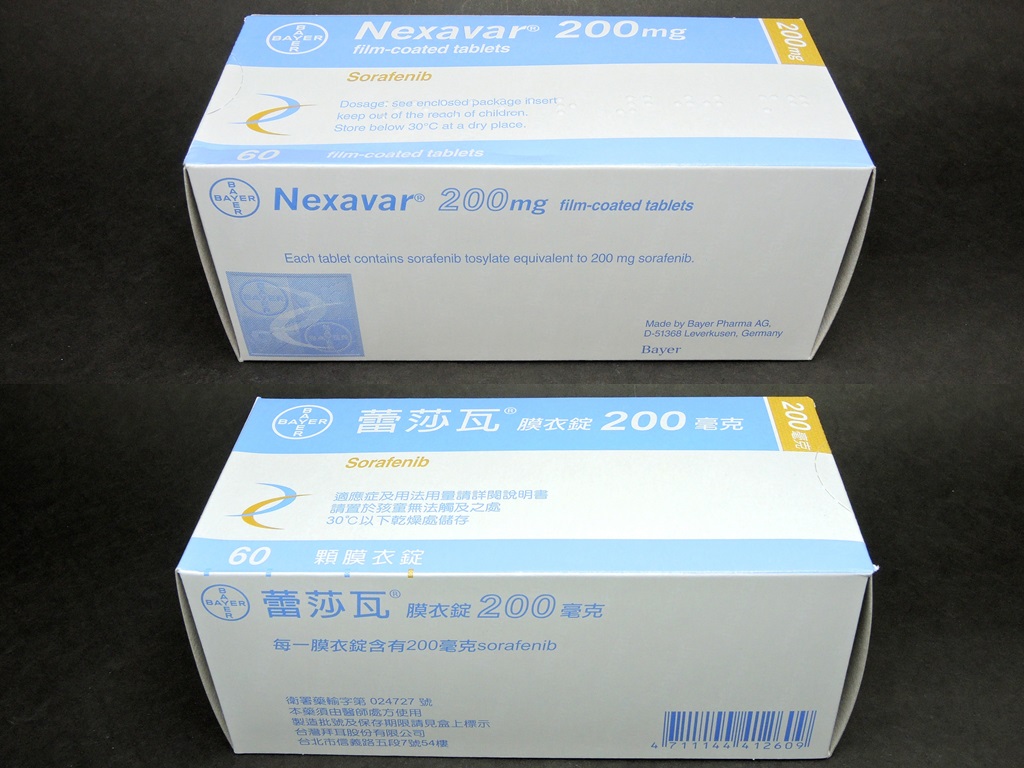 BAYER
BAYER
Nexavar® 200mg
film-coated tablets
200mg
Sorafenib
Dosage: see enclosed package insert
keep out of the reach of children.
Store below 30°C at a dry place.
60 film-coated tablets
BAYER
BAYER
Nexavar® 200mg film-coated tablets
Each tablet contains sorafenib tosylate equivalent to 200 mg sorafenib.
Made by Bayer Pharma AG,
D-51368 Leverkusen, Germany
Bayer
BAYER
BAYER
蕾莎瓦® 膜衣錠 200 毫克
200毫克
Sorafenib
適應症及用法用量請詳閱說明書
請置於孩童無法觸及之處
30℃以下乾燥處儲存
60 顆膜衣錠
BAYER
BAYER
蕾莎瓦® 膜衣錠 200 毫克
每一膜衣錠含有200毫克sorafenib
衛署藥輸字第 024727 號
本藥須由醫師處方使用
製造批號及保存期限請見盒上標示
台灣拜耳股份有限公司
台北市信義路五段7號54樓
4 711144 412609